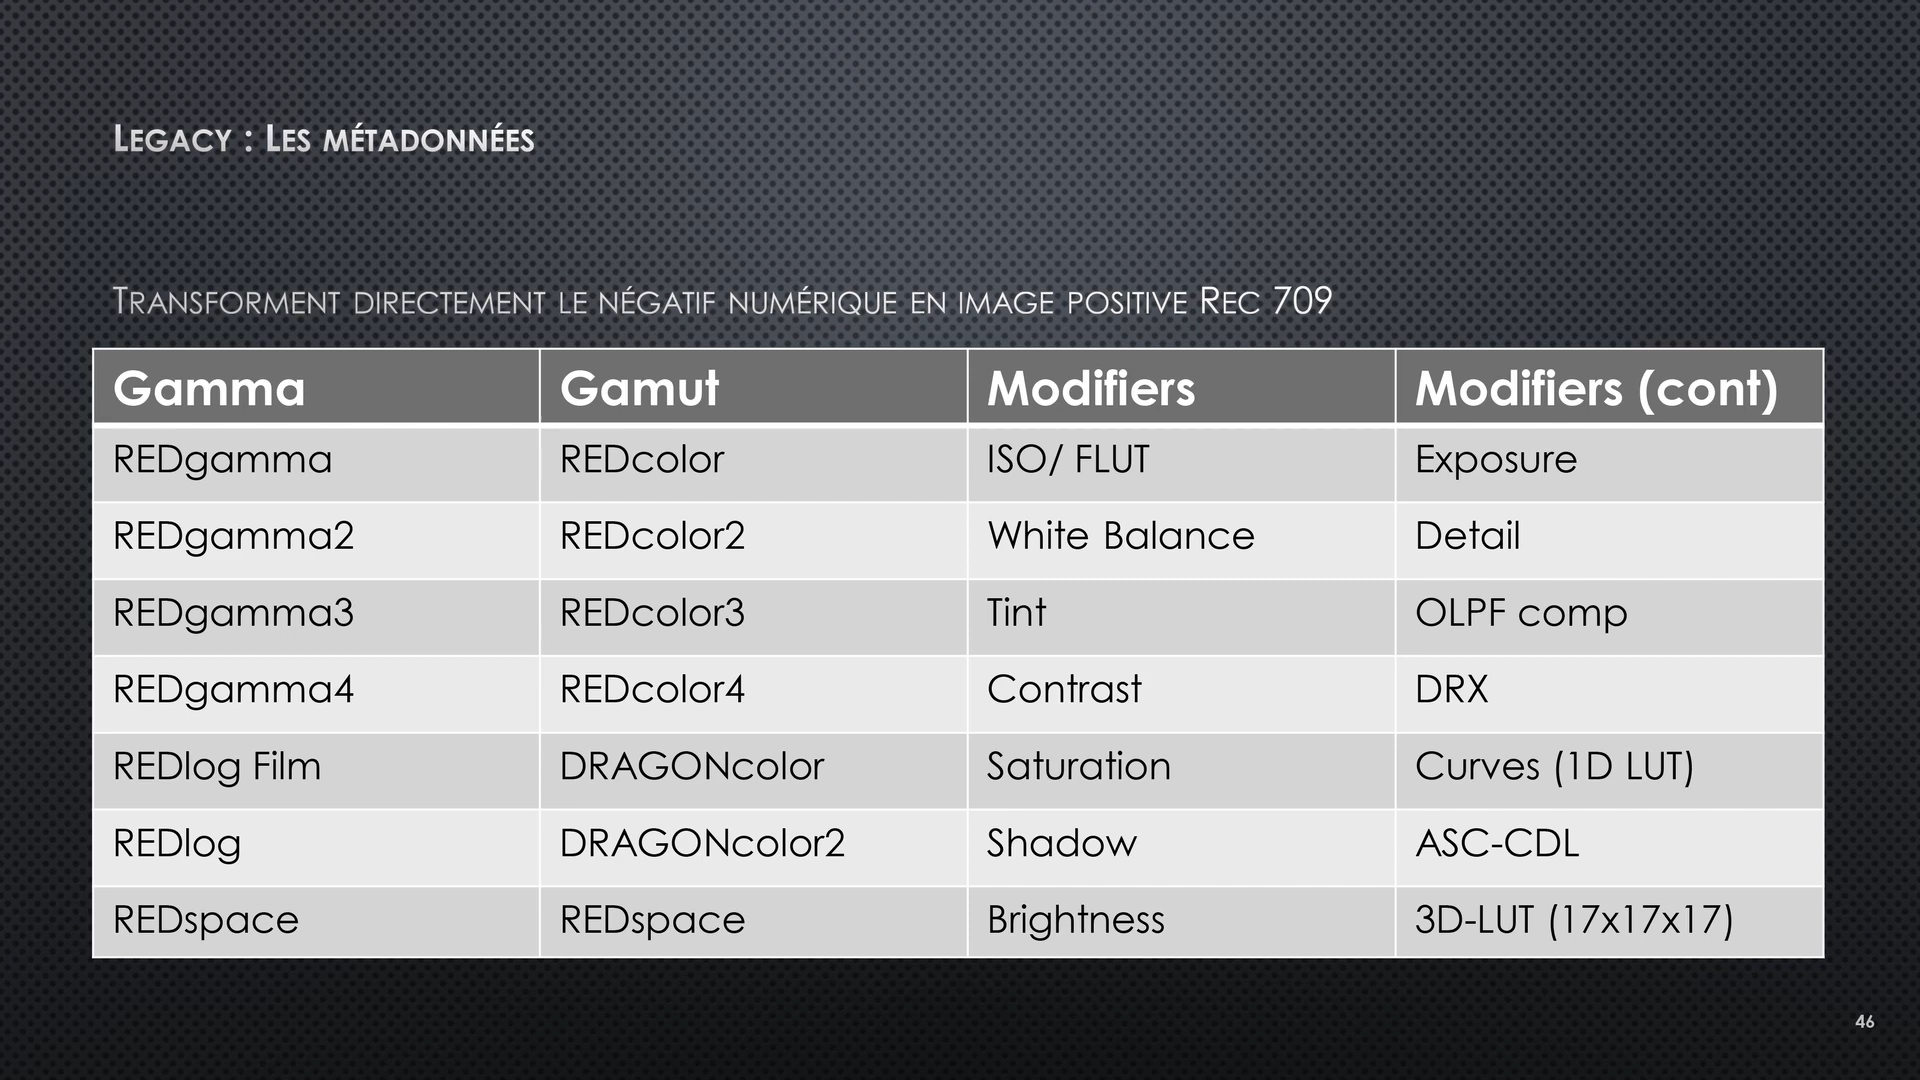 Legacy : Les métadonnées
Transforment directement le négatif numérique en image positive Rec 709
Gamma Gamut Modifiers Modifiers (cont)
REDgamma REDcolor ISO/ FLUT Exposure
REDgamma2 REDcolor2 White Balance Detail
REDgamma3 REDcolor3 Tint OLPF comp
REDgamma4 REDcolor4 Contrast DRX
REDlog Film DRAGONcolor Saturation Curves (1D LUT)
REDlog DRAGONcolor2 Shadow ASC-CDL
REDspace REDspace Brightness 3D-LUT (17x17x17)
46